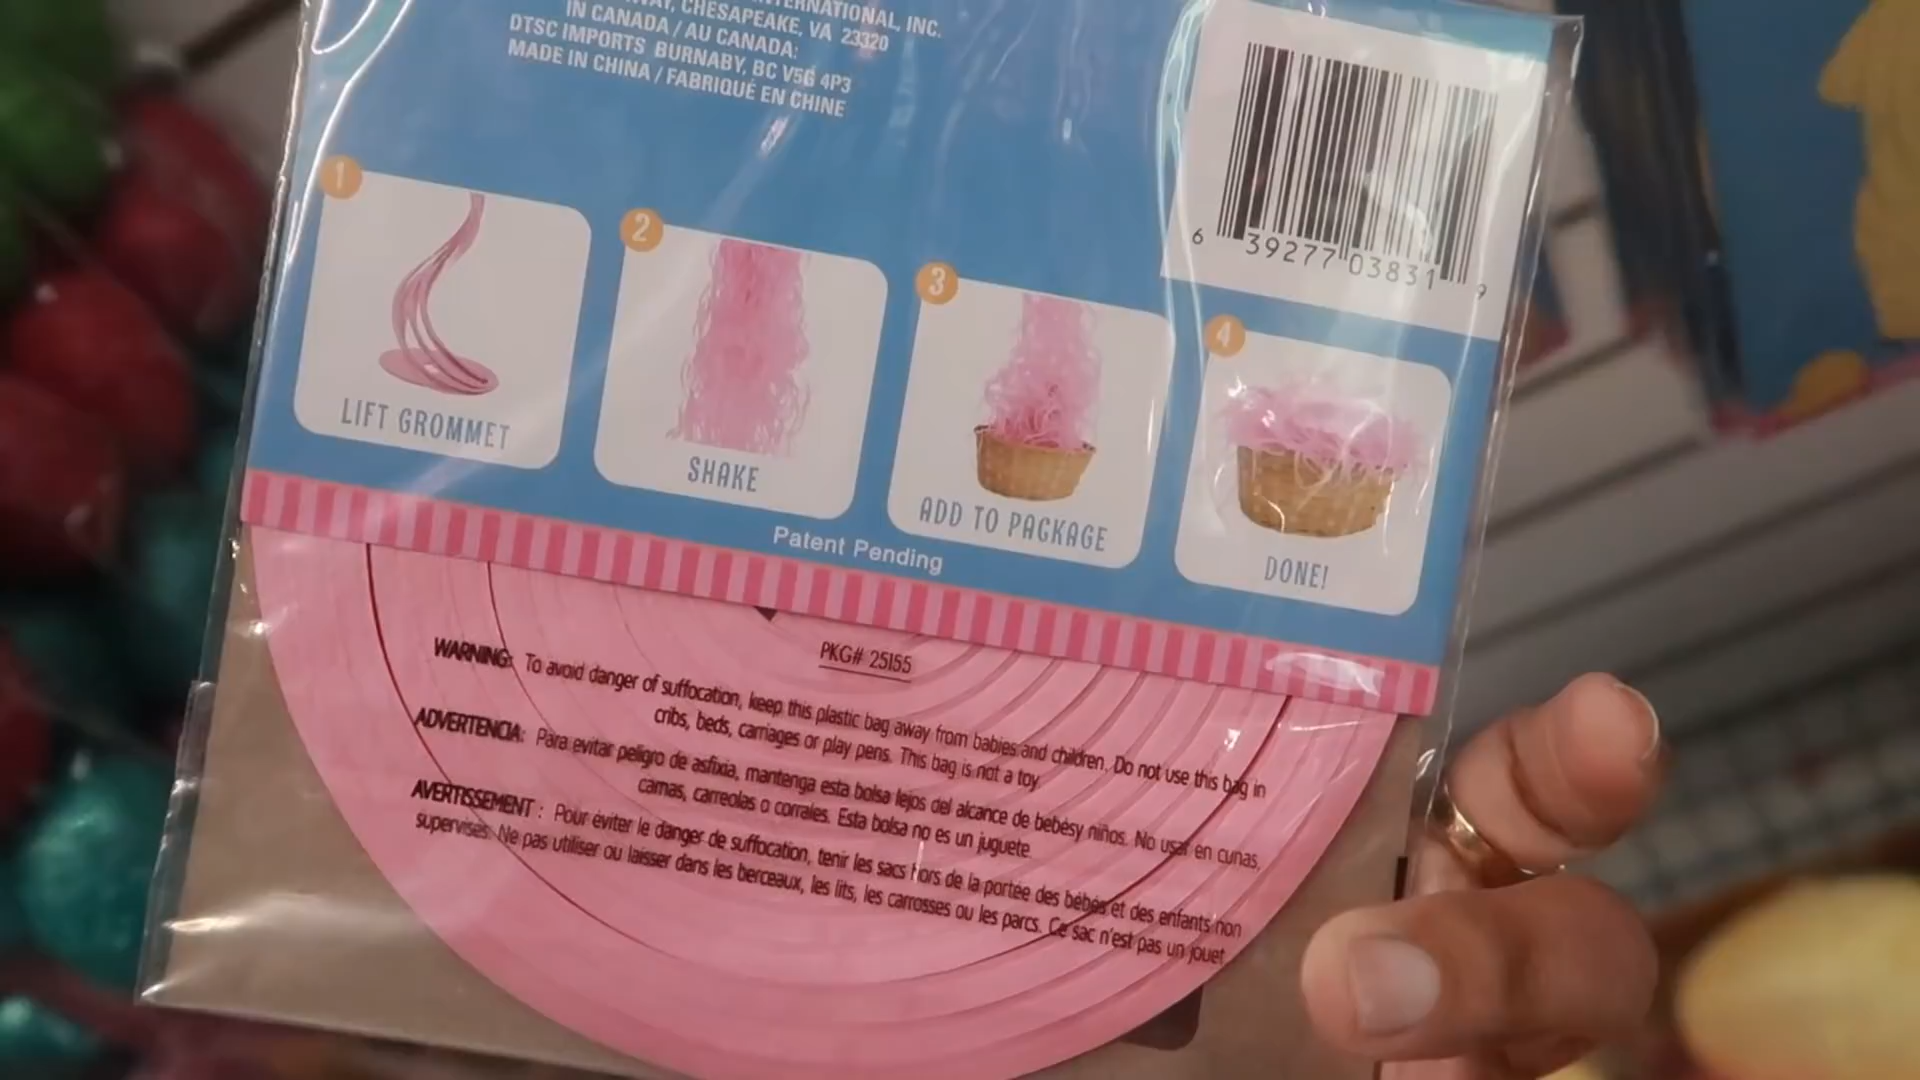 INTERNATIONAL, INC.
CHESAPEAKE, VA 23320
IN CANADA / AU CANADA:
DTSC IMPORTS BURNABY, BC V5G 4P3
MADE IN CHINA / FABRIQUÉ EN CHINE
6 39277 03831 9
1
LIFT GROMMET
2
SHAKE
3
ADD TO PACKAGE
4
DONE!
Patent Pending
PKG# 25155
WARNING: To avoid danger of suffocation, keep this plastic bag away from babies and children. Do not use this bag in
cribs, beds, carriages or play pens. This bag is not a toy.
ADVERTENCIA: Para evitar peligro de asfixia, mantenga esta bolsa lejos del alcance de bebésy niños. No usar en cunas,
camas, carreolas o corrales. Esta bolsa no es un juguete.
AVERTISSEMENT : Pour éviter le danger de suffocation, tenir les sacs hors de la portée des bébés et des enfants non
supervisés. Ne pas utiliser ou laisser dans les berceaux, les lits, les carrosses ou les parcs. Ce sac n'est pas un jouet.